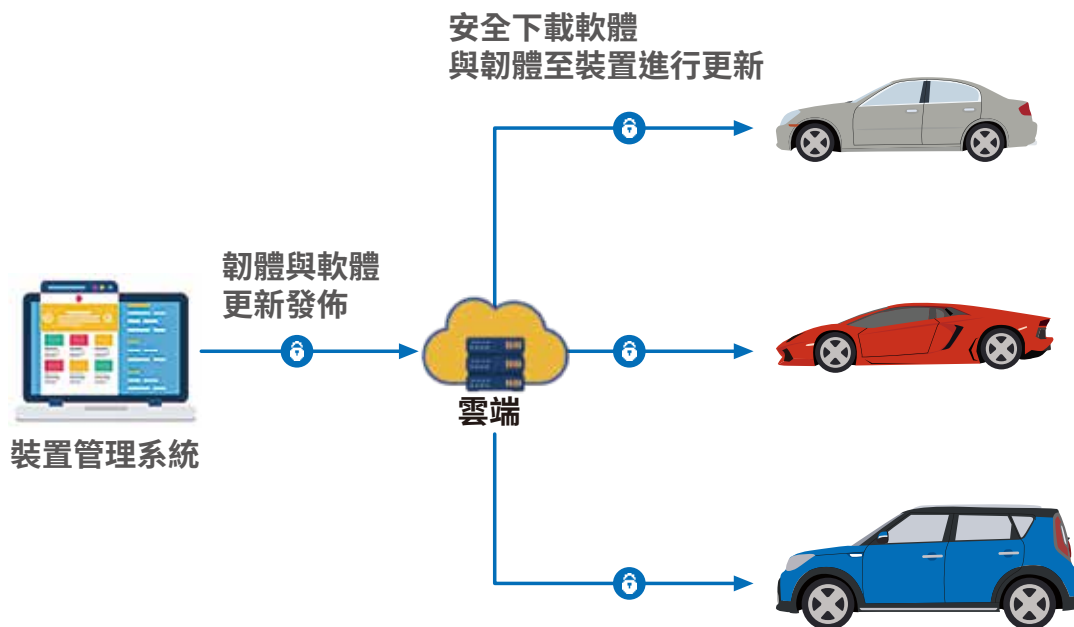 安全下載軟體
與韌體至裝置進行更新
韌體與軟體
更新發佈
雲端
裝置管理系統